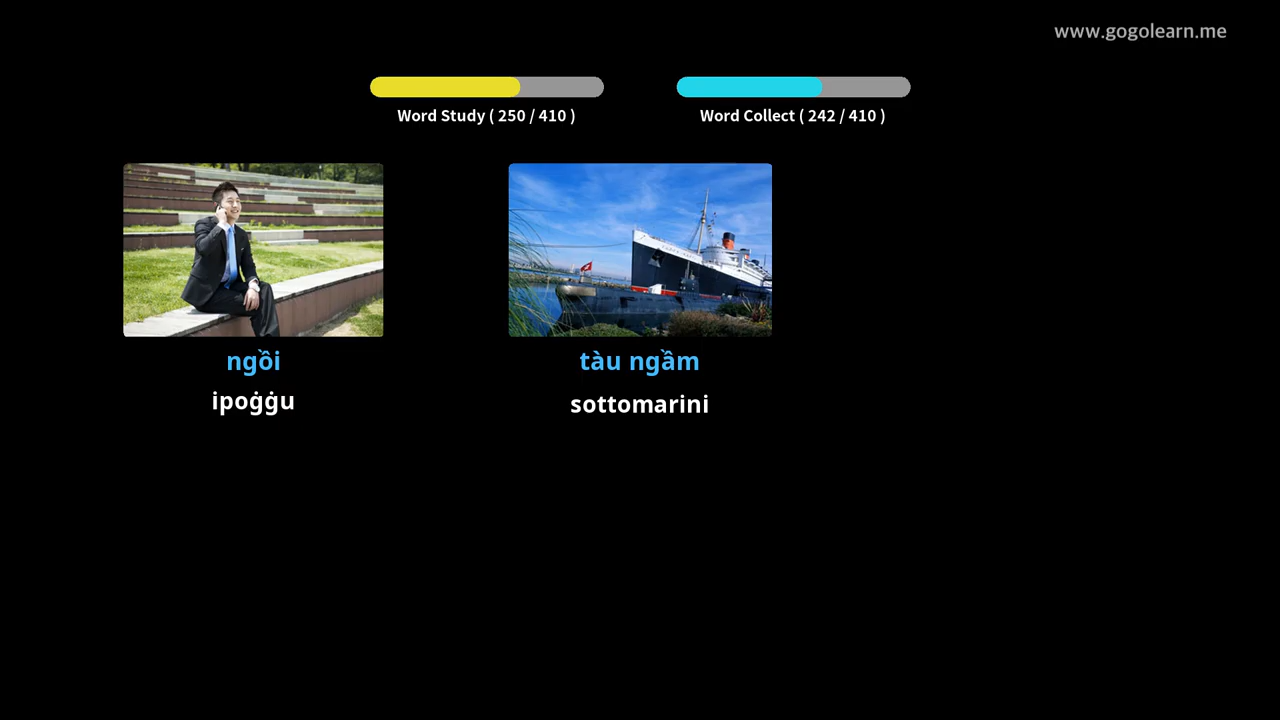 www.gogolearn.me
Word Study ( 250 / 410 )
Word Collect ( 242 / 410 )
ngồi
ipoġġu
tàu ngầm
sottomarini